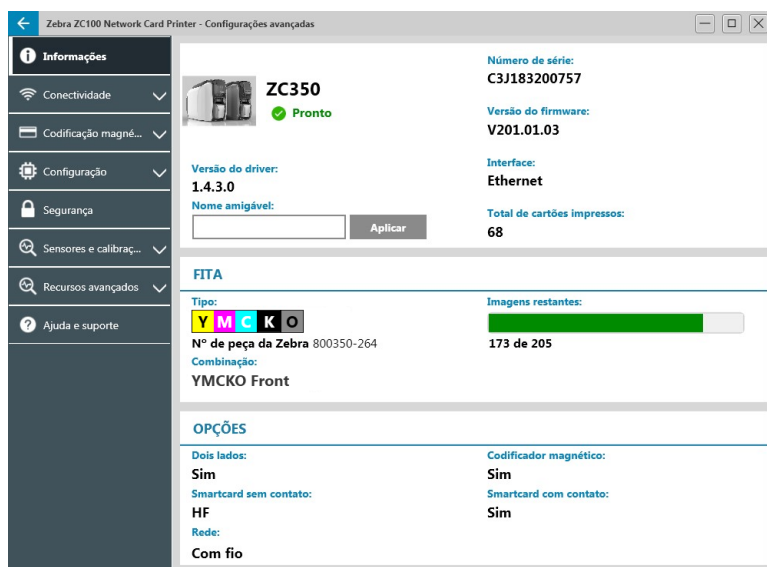 Zebra ZC100 Network Card Printer - Configurações avançadas
Informações
Conectividade
Codificação magné...
Configuração
Segurança
Sensores e calibraç...
Recursos avançados
Ajuda e suporte
ZC350
Pronto
Versão do driver:
1.4.3.0
Nome amigável:
Aplicar
Número de série:
C3J183200757
Versão do firmware:
V201.01.03
Interface:
Ethernet
Total de cartões impressos:
68
FITA
Tipo:
Y M C K O
Nº de peça da Zebra 800350-264
Combinação:
YMCKO Front
Imagens restantes:
173 de 205
OPÇÕES
Dois lados:
Sim
Smartcard sem contato:
HF
Rede:
Com fio
Codificador magnético:
Sim
Smartcard com contato:
Sim